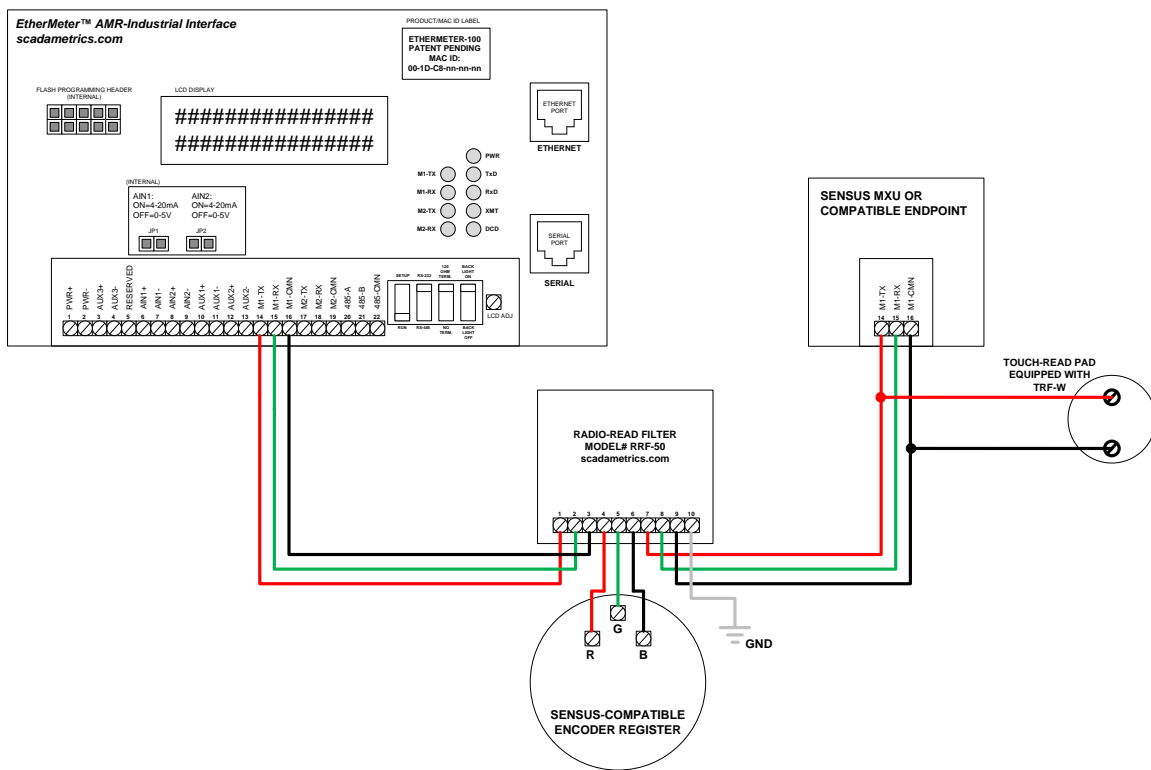 EtherMeter™ AMR-Industrial Interface
scadametrics.com
PRODUCT/MAC ID LABEL
ETHERMETER-100
PATENT PENDING
MAC ID:
00-1D-C8-nn-nn-nn
FLASH PROGRAMMING HEADER
(INTERNAL)
LCD DISPLAY
################
################
ETHERNET
PORT
ETHERNET
PWR
M1-TX
TxD
M1-RX
RxD
M2-TX
XMT
M2-RX
DCD
(INTERNAL)
AIN1:
ON=4-20mA
OFF=0-5V
AIN2:
ON=4-20mA
OFF=0-5V
JP1
JP2
SERIAL
PORT
SERIAL
PWR+
PWR-
AUX3+
AUX3-
RESERVED
AIN1+
AIN1-
AIN2+
AIN2-
AUX1+
AUX1-
AUX2+
AUX2-
M1-TX
M1-RX
M1-CMN
M2-TX
M2-RX
M2-CMN
485-A
485-B
485-CMN
1 2 3 4 5 6 7 8 9 10 11 12 13 14 15 16 17 18 19 20 21 22
SETUP
RUN
RS-232
RS-485
120
OHM
TERM.
NO
TERM.
BACK
LIGHT
ON
BACK
LIGHT
OFF
LCD ADJ
SENSUS MXU OR
COMPATIBLE ENDPOINT
M1-TX
M1-RX
M1-CMN
14 15 16
TOUCH-READ PAD
EQUIPPED WITH
TRF-W
RADIO-READ FILTER
MODEL# RRF-50
scadametrics.com
1 2 3 4 5 6 7 8 9 10
G
R
B
GND
SENSUS-COMPATIBLE
ENCODER REGISTER